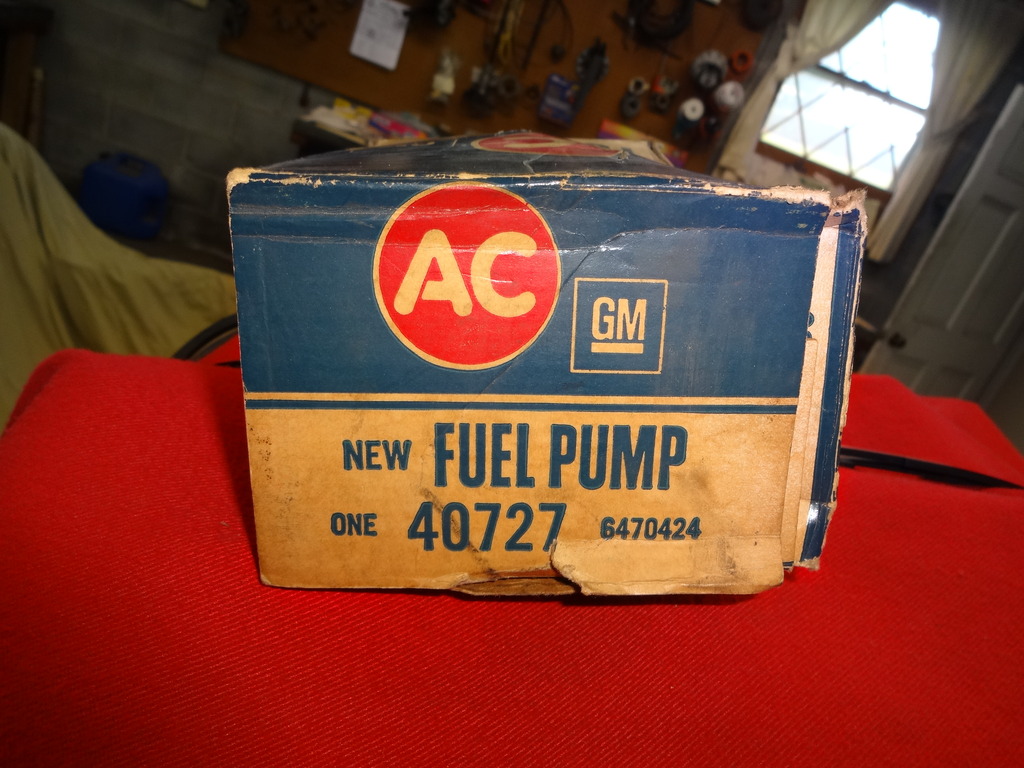 AC
GM
NEW FUEL PUMP
ONE 40727 6470424